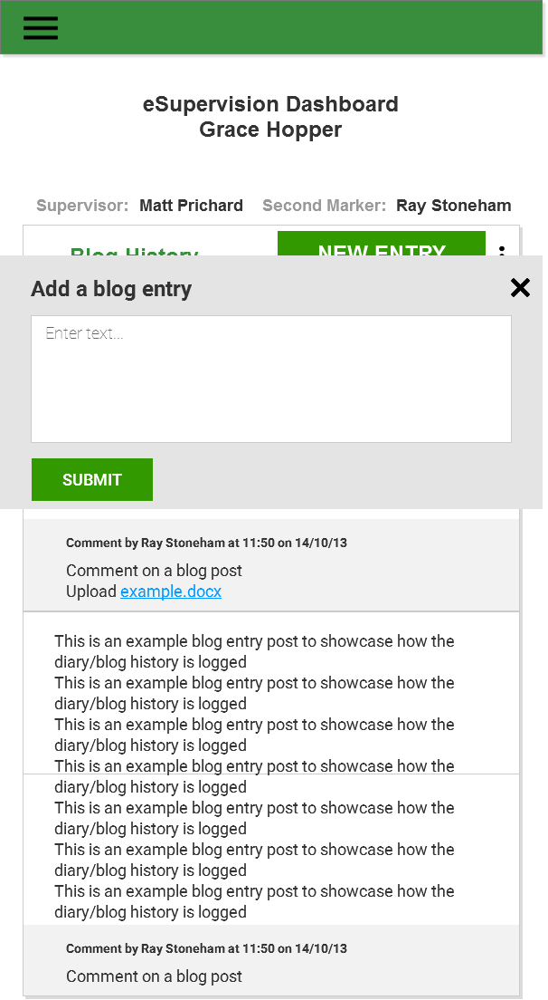 eSupervision Dashboard
Grace Hopper
Supervisor: Matt Prichard Second Marker: Ray Stoneham
Blog History NEW ENTRY
Add a blog entry
Enter text...
SUBMIT
Comment by Ray Stoneham at 11:50 on 14/10/13
Comment on a blog post
Upload example.docx
This is an example blog entry post to showcase how the
diary/blog history is logged
This is an example blog entry post to showcase how the
diary/blog history is logged
This is an example blog entry post to showcase how the
diary/blog history is logged
This is an example blog entry post to showcase how the
diary/blog history is logged
This is an example blog entry post to showcase how the
diary/blog history is logged
This is an example blog entry post to showcase how the
diary/blog history is logged
This is an example blog entry post to showcase how the
diary/blog history is logged
Comment by Ray Stoneham at 11:50 on 14/10/13
Comment on a blog post